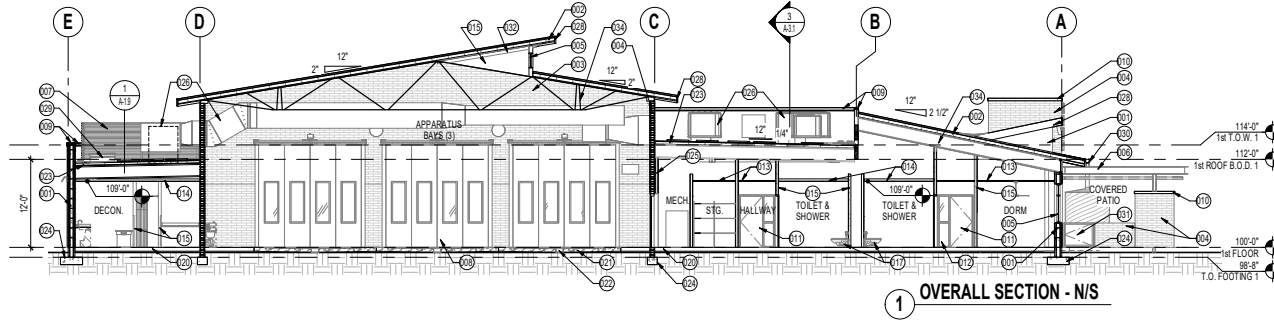 E
D
C
B
A
3
A-3.1
1
A-1.9
002
028
015
032
034
005
004
003
12"
2"
12"
2"
007
026
029
009
023
028
023
026
009
12"
1/4"
12"
2 1/2"
034
002
010
004
028
001
030
006
114'-0"
1st T.O.W. 1
112'-0"
1st ROOF B.O.D. 1
APPARATUS
BAYS (3)
12'-0"
023
001
109'-0"
014
DECON.
015
024
020
025
013
014
013
109'-0"
015
015
MECH.
STG.
HALLWAY
TOILET &
SHOWER
TOILET &
SHOWER
DORM
005
COVERED
PATIO
010
031
004
011
011
008
021
022
020
024
017
012
001
024
100'-0"
1st FLOOR
98'-8"
T.O. FOOTING 1
1
OVERALL SECTION - N/S